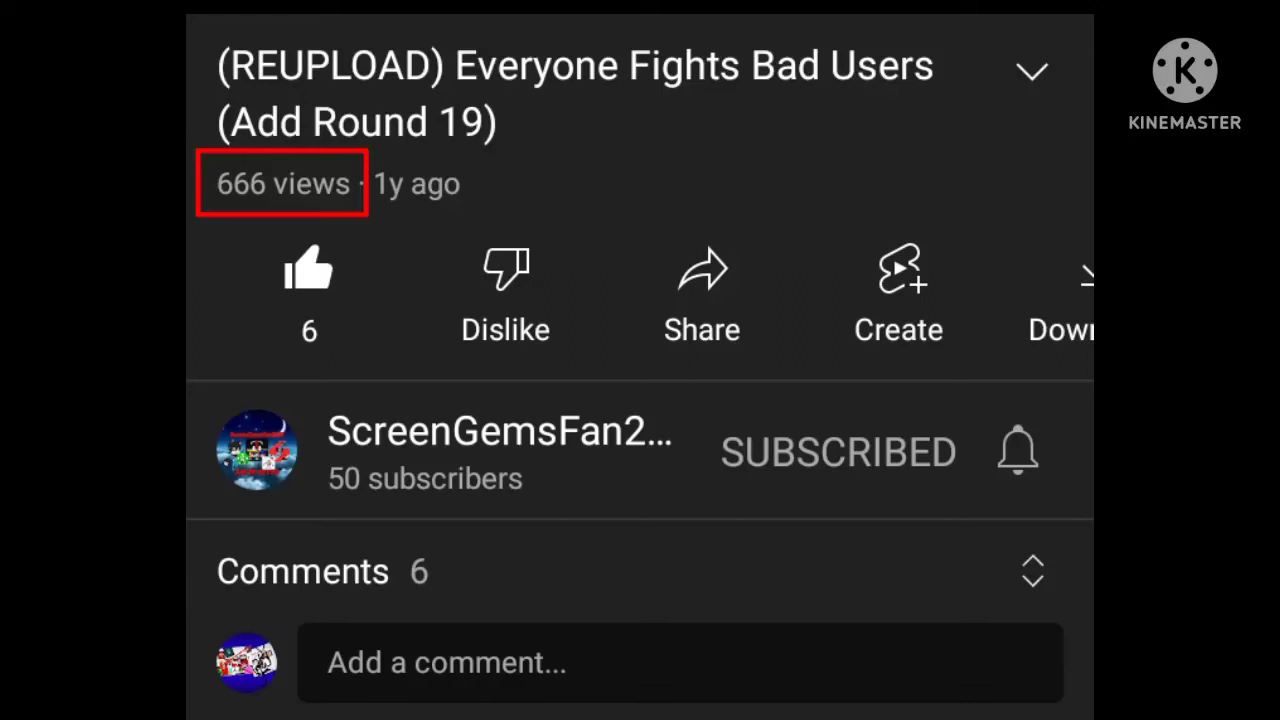 (REUPLOAD) Everyone Fights Bad Users
(Add Round 19)
666 views · 1y ago
6
Dislike
Share
Create
Down
ScreenGemsFan2...
50 subscribers
SUBSCRIBED
Comments 6
Add a comment...
K
KINEMASTER